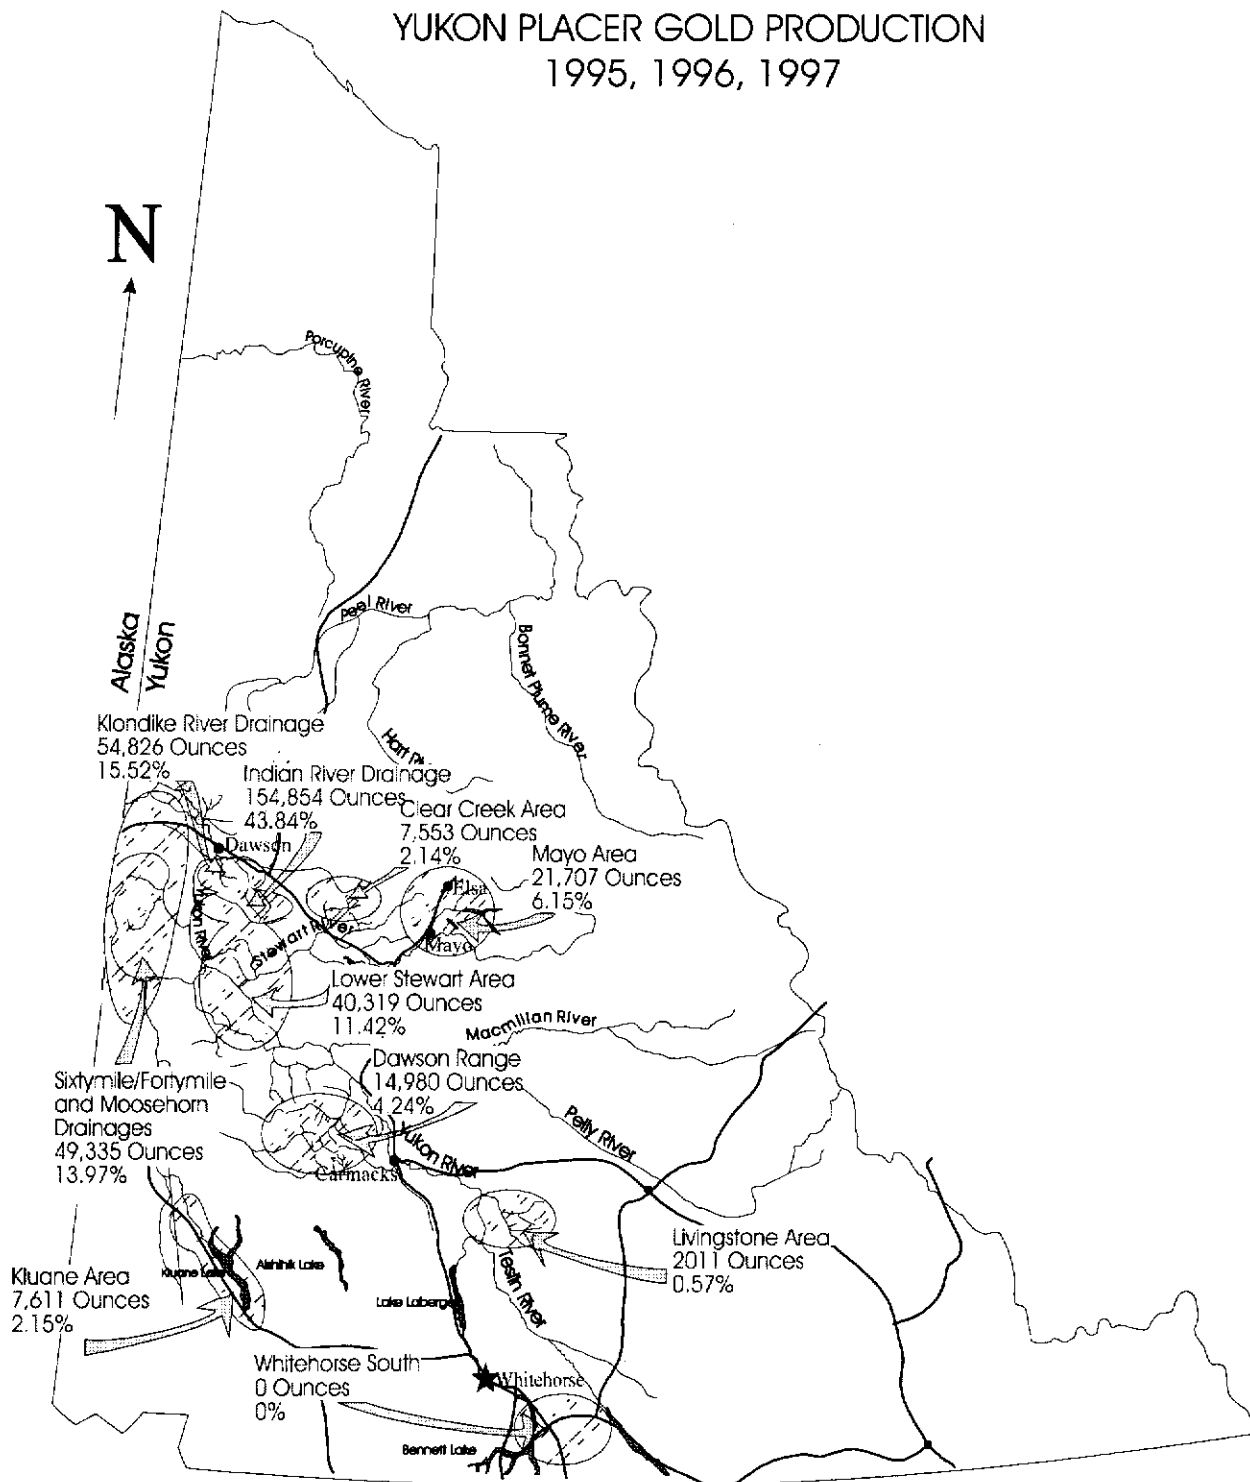 YUKON PLACER GOLD PRODUCTION
1995, 1996, 1997
N
Porcupine River
Peel River
Bonnet Plume River
Alaska
Yukon
Klondike River Drainage
54,826 Ounces
15.52%
Hart
Indian River Drainage
154,854 Ounces
43.84%
Clear Creek Area
7,553 Ounces
2.14%
Mayo Area
21,707 Ounces
6.15%
Dawson
Elsa
Yukon River
Stewart River
Mayo
Lower Stewart Area
40,319 Ounces
11.42%
Macmillan River
Dawson Range
14,980 Ounces
4.24%
Sixtymile/Fortymile
and Moosehorn
Drainages
49,335 Ounces
13.97%
Pelly River
Yukon River
Carmacks
Livingstone Area
2011 Ounces
0.57%
Teslin River
Kluane Lake
Aishihik Lake
Kluane Area
7,611 Ounces
2.15%
Lake Laberge
Whitehorse South
0 Ounces
0%
Whitehorse
Bennett Lake